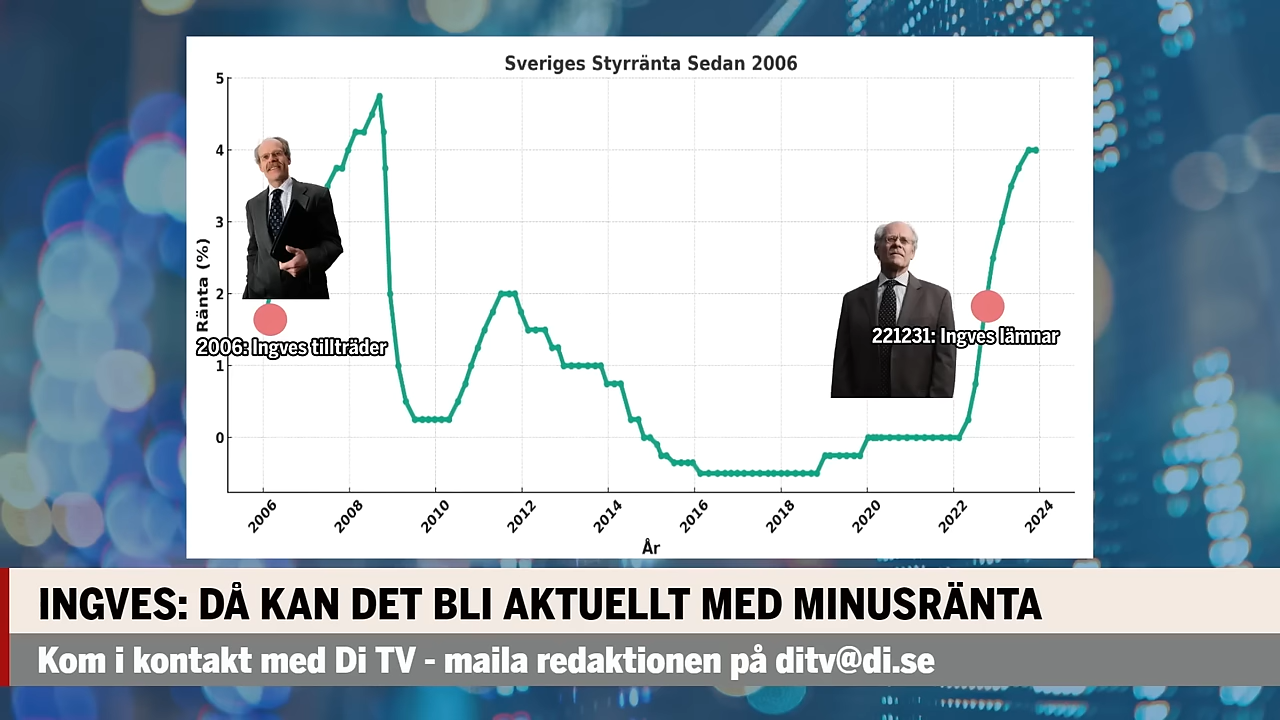 Sveriges Styrränta Sedan 2006
5
4
3
2
1
0
Ränta (%)
2006: Ingves tillträder
221231: Ingves lämnar
2006 2008 2010 2012 2014 2016 2018 2020 2022 2024
År
INGVES: DÅ KAN DET BLI AKTUELLT MED MINUSRÄNTA
Kom i kontakt med Di TV - maila redaktionen på ditv@di.se